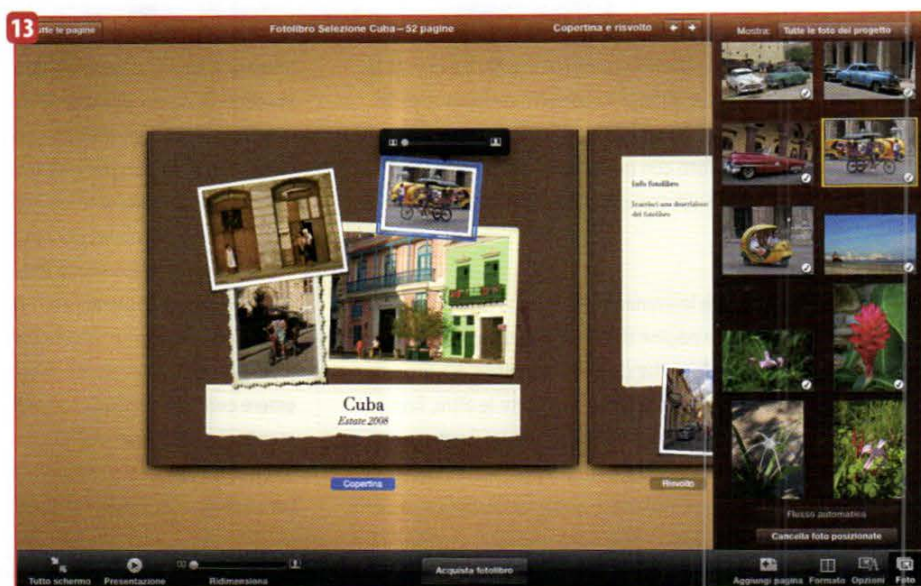 13
Tutte le pagine
Fotolibro Selezione Cuba—52 pagine
Copertina e risvolto
Mostra:
Tutte le foto del progetto
Info fotolibro
Inserisci una descrizione
del fotolibro.
Cuba
Estate 2008
Copertina
Risvolto
Flusso automatico
Cancella foto posizionate
Tutto schermo
Presentazione
Ridimensiona
Acquista fotolibro
Aggiungi pagina
Formato
Opzioni
Foto